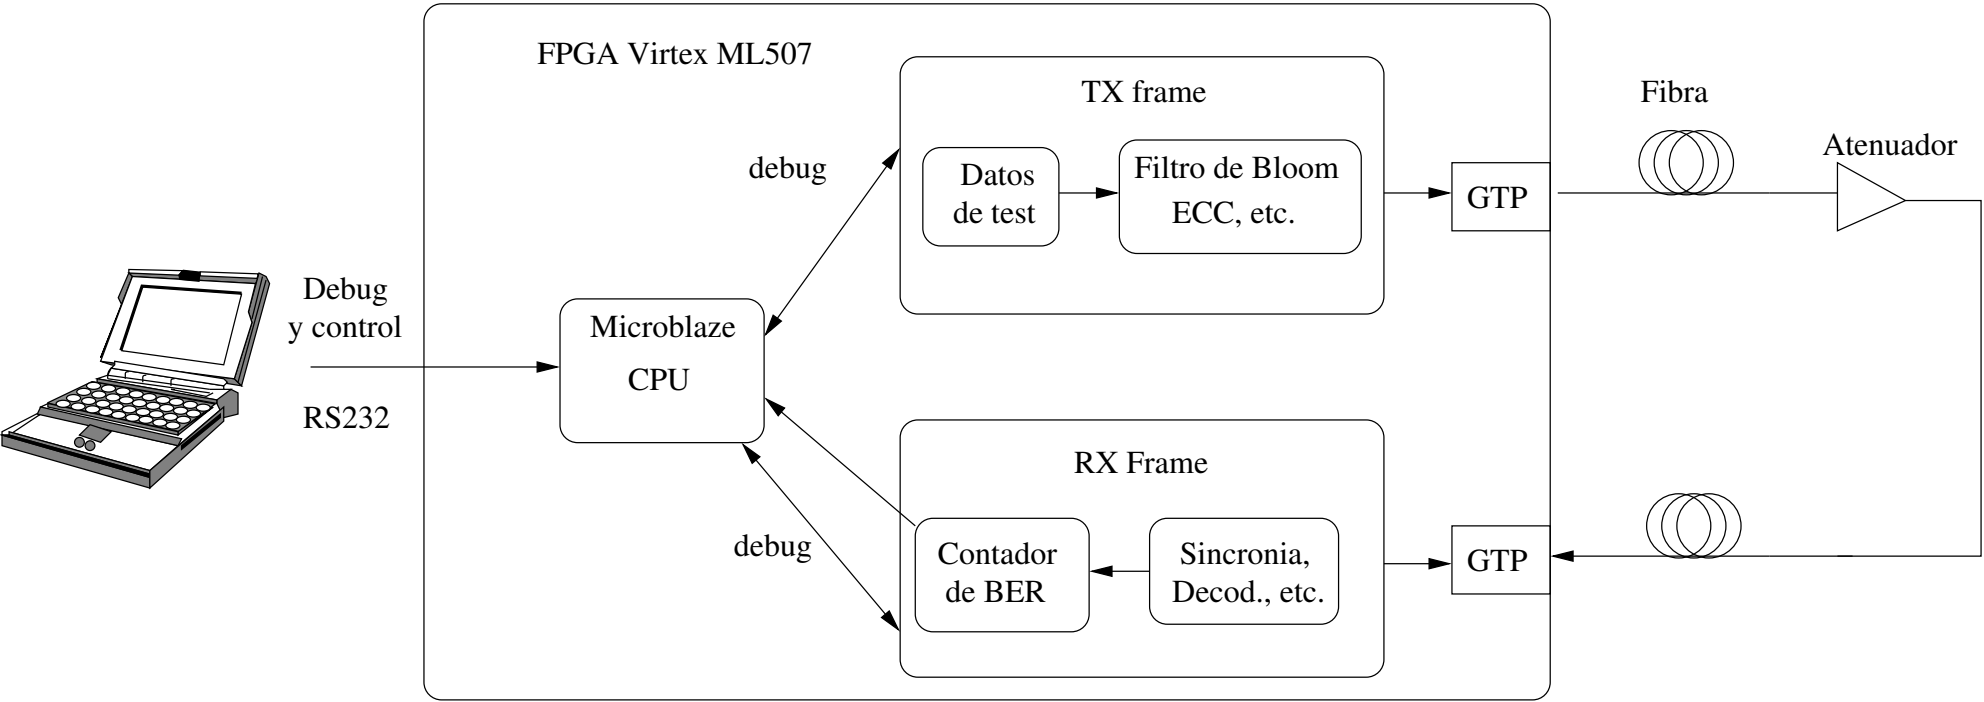 FPGA Virtex ML507
TX frame
Fibra
Atenuador
debug
Datos
de test
Filtro de Bloom
ECC, etc.
GTP
Debug
y control
RS232
Microblaze
CPU
RX Frame
debug
Contador
de BER
Sincronia,
Decod., etc.
GTP